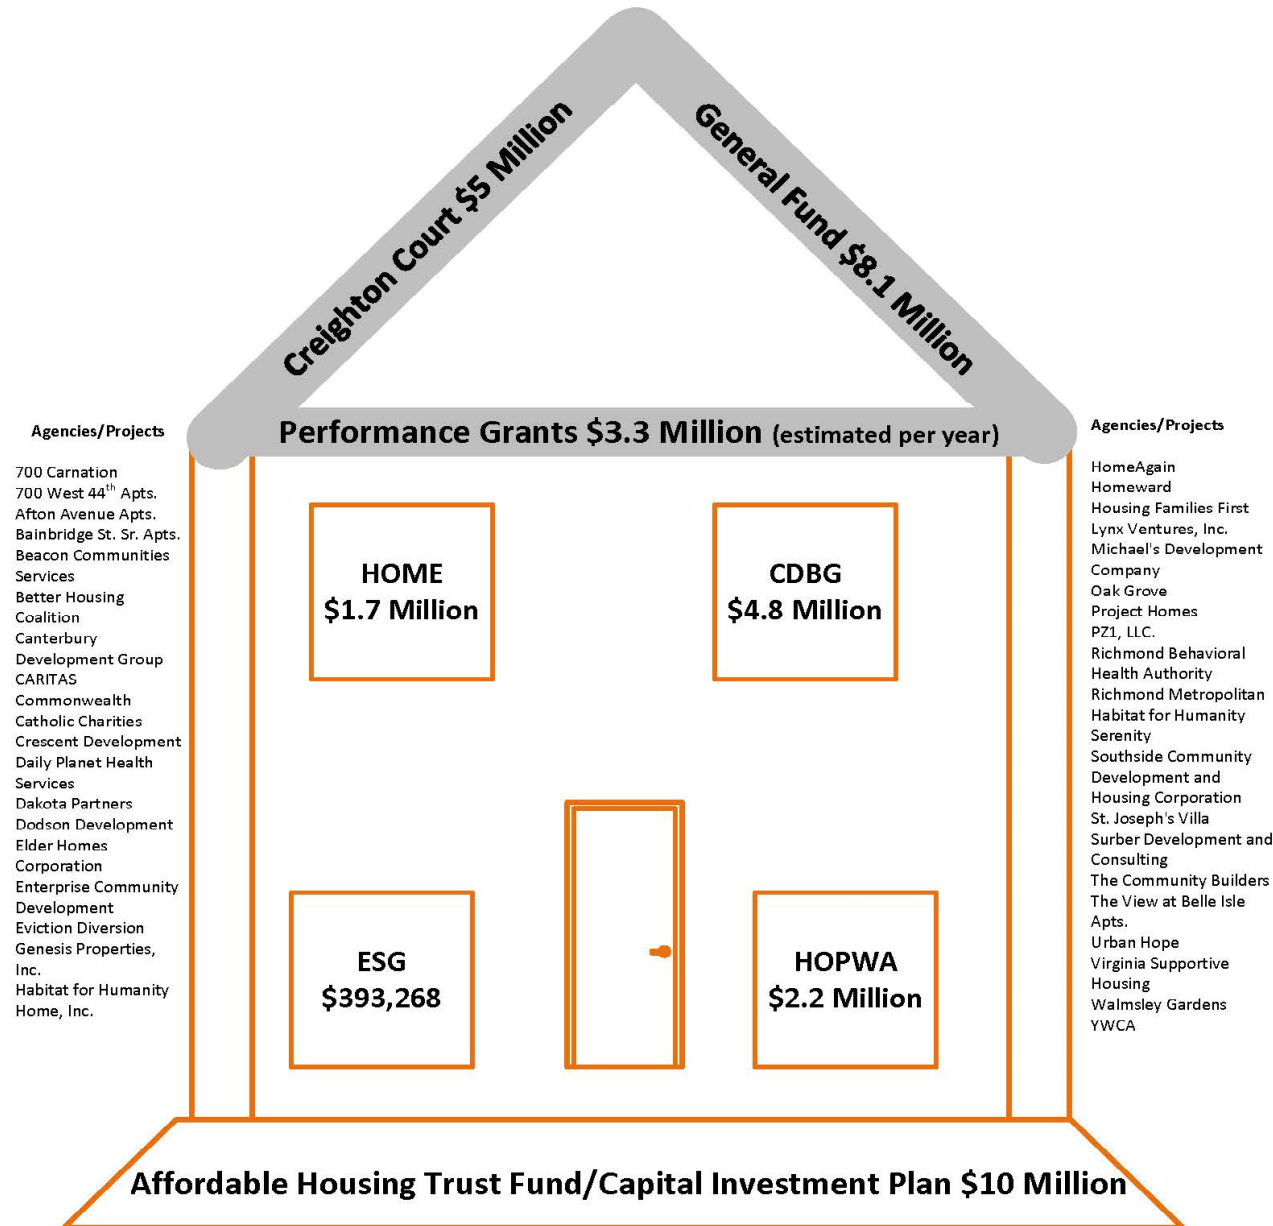 Creighton Court $5 Million
General Fund $8.1 Million
Performance Grants $3.3 Million (estimated per year)
Agencies/Projects
700 Carnation
700 West 44th Apts.
Afton Avenue Apts.
Bainbridge St. Sr. Apts.
Beacon Communities
Services
Better Housing
Coalition
Canterbury
Development Group
CARITAS
Commonwealth
Catholic Charities
Crescent Development
Daily Planet Health
Services
Dakota Partners
Dodson Development
Elder Homes
Corporation
Enterprise Community
Development
Eviction Diversion
Genesis Properties,
Inc.
Habitat for Humanity
Home, Inc.
HOME
$1.7 Million
CDBG
$4.8 Million
ESG
$393,268
HOPWA
$2.2 Million
Agencies/Projects
HomeAgain
Homeward
Housing Families First
Lynx Ventures, Inc.
Michael's Development
Company
Oak Grove
Project Homes
PZ1, LLC.
Richmond Behavioral
Health Authority
Richmond Metropolitan
Habitat for Humanity
Serenity
Southside Community
Development and
Housing Corporation
St. Joseph's Villa
Surber Development and
Consulting
The Community Builders
The View at Belle Isle
Apts.
Urban Hope
Virginia Supportive
Housing
Walmsley Gardens
YWCA
Affordable Housing Trust Fund/Capital Investment Plan $10 Million